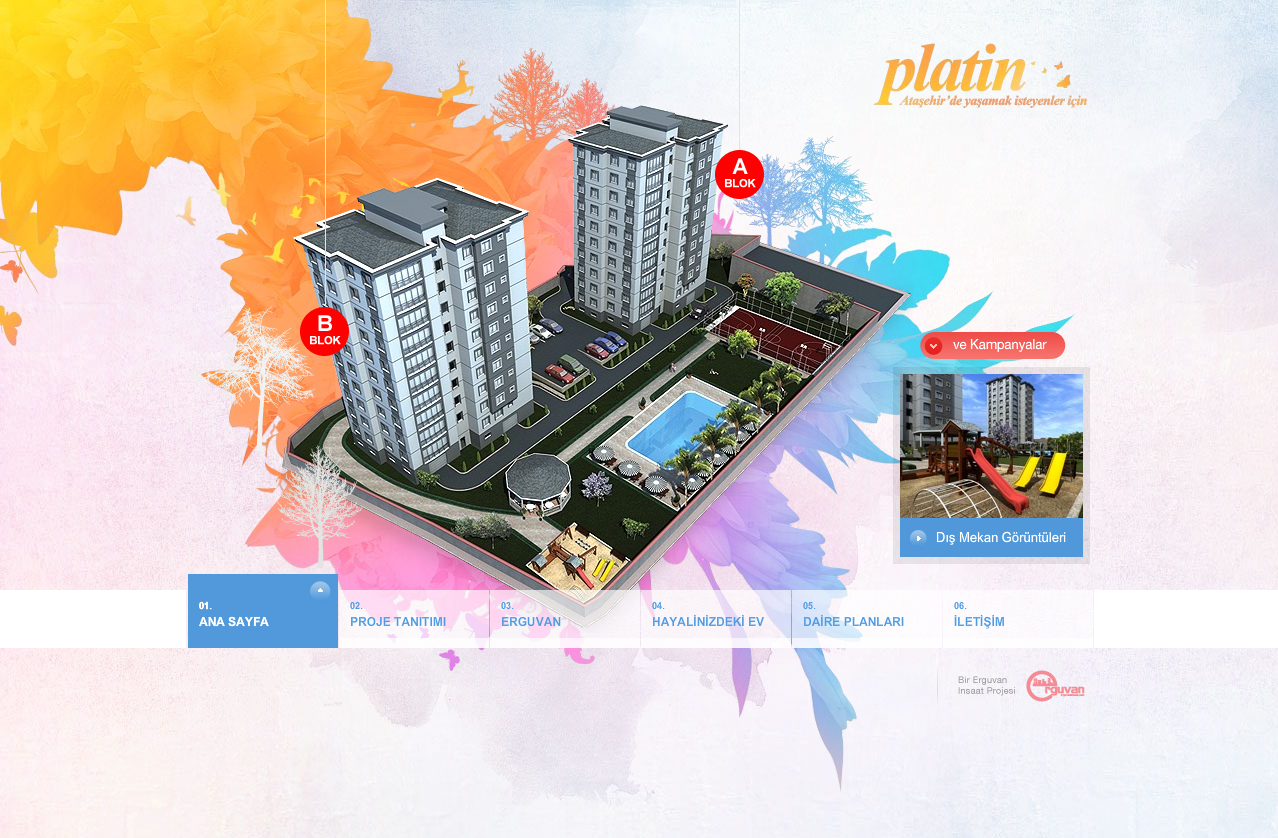 platin
Ataşehir'de yaşamak isteyenler için
A
BLOK
B
BLOK
ve Kampanyalar
Dış Mekan Görüntüleri
01.
ANA SAYFA
02.
PROJE TANITIMI
03.
ERGUVAN
04.
HAYALİNİZDEKİ EV
05.
DAİRE PLANLARI
06.
İLETİŞİM
Bir Erguvan
Insaat Projesi
erguvan